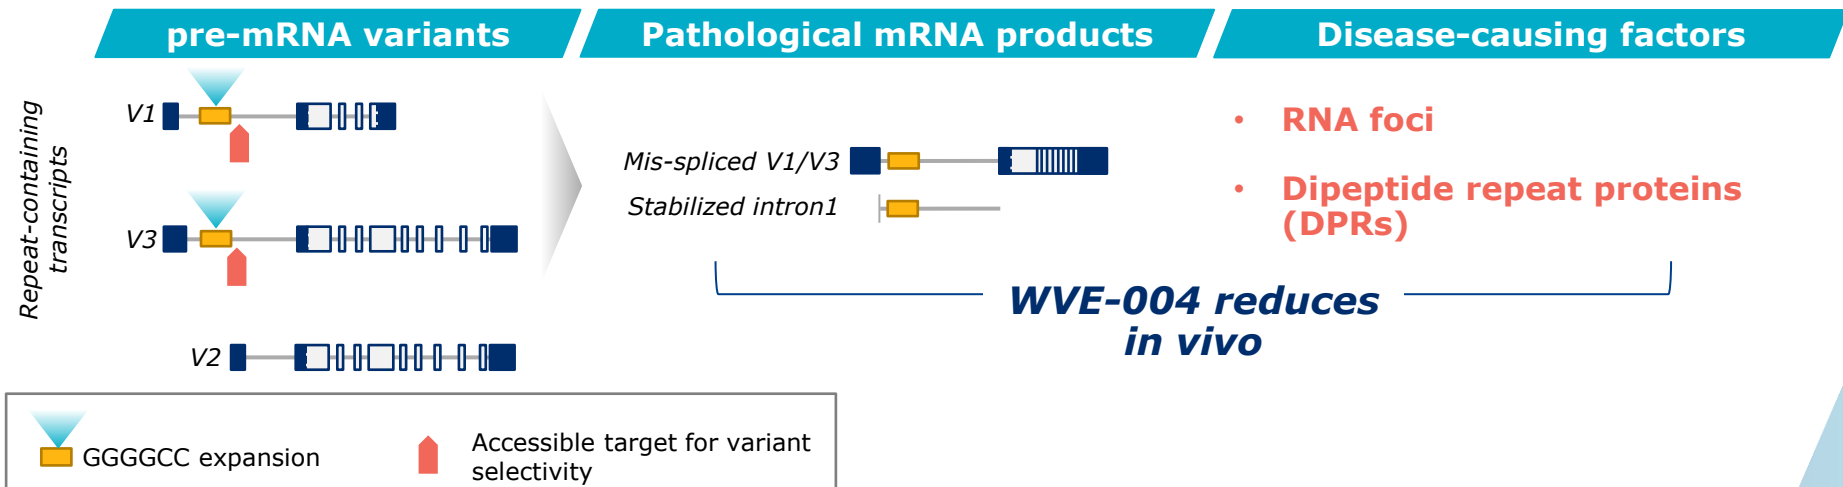 pre-mRNA variants
Pathological mRNA products
Disease-causing factors
Repeat-containing
transcripts
V1
V3
V2
Mis-spliced V1/V3
Stabilized intron1
• RNA foci
• Dipeptide repeat proteins
(DPRs)
WVE-004 reduces
in vivo
GGGGCC expansion
Accessible target for variant
selectivity